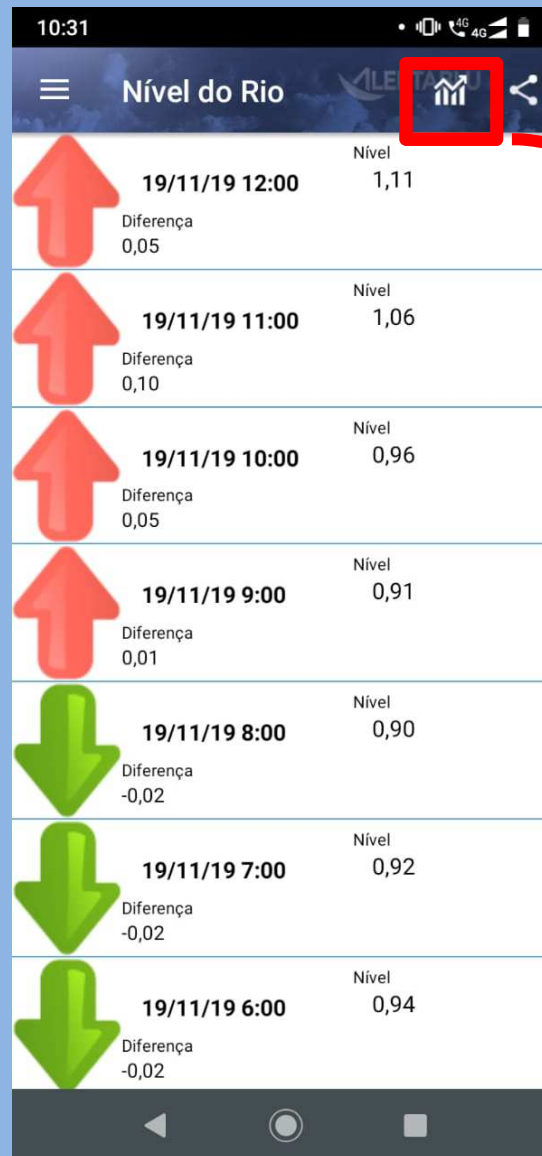 10:31
4G 4G
Nível do Rio
Nível
19/11/19 12:00 1,11
Diferença
0,05
Nível
19/11/19 11:00 1,06
Diferença
0,10
Nível
19/11/19 10:00 0,96
Diferença
0,05
Nível
19/11/19 9:00 0,91
Diferença
0,01
Nível
19/11/19 8:00 0,90
Diferença
-0,02
Nível
19/11/19 7:00 0,92
Diferença
-0,02
Nível
19/11/19 6:00 0,94
Diferença
-0,02